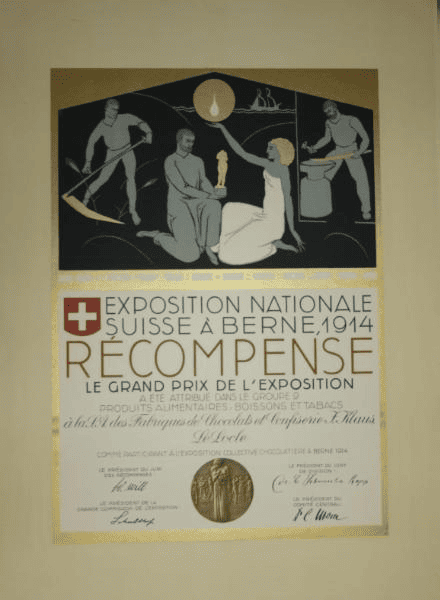 EXPOSITION NATIONALE
SUISSE À BERNE, 1914
RÉCOMPENSE
LE GRAND PRIX DE L'EXPOSITION
A ÉTÉ ATTRIBUÉ DANS LE GROUPE 9
PRODUITS ALIMENTAIRES - BOISSONS ET TABACS
à la S.A. des Fabriques de Chocolats et Confiserie J. Klaus,
Le Locle
COMME PARTICIPANT À L'EXPOSITION COLLECTIVE CHOCOLATIÈRE À BERNE 1914
LE PRÉSIDENT DU JURY
DES RÉCOMPENSES
LE PRÉSIDENT DU JURY
DE DIVISION
LE PRÉSIDENT DE LA
GRANDE COMMISSION DE L'EXPOSITION
LE PRÉSIDENT DU
COMITÉ CENTRAL